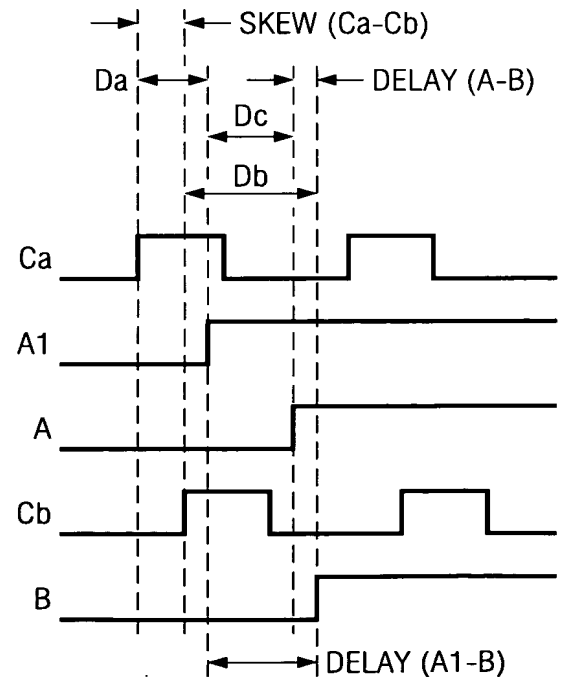 SKEW (Ca-Cb)
Da
DELAY (A-B)
Dc
Db
Ca
A1
A
Cb
B
DELAY (A1-B)